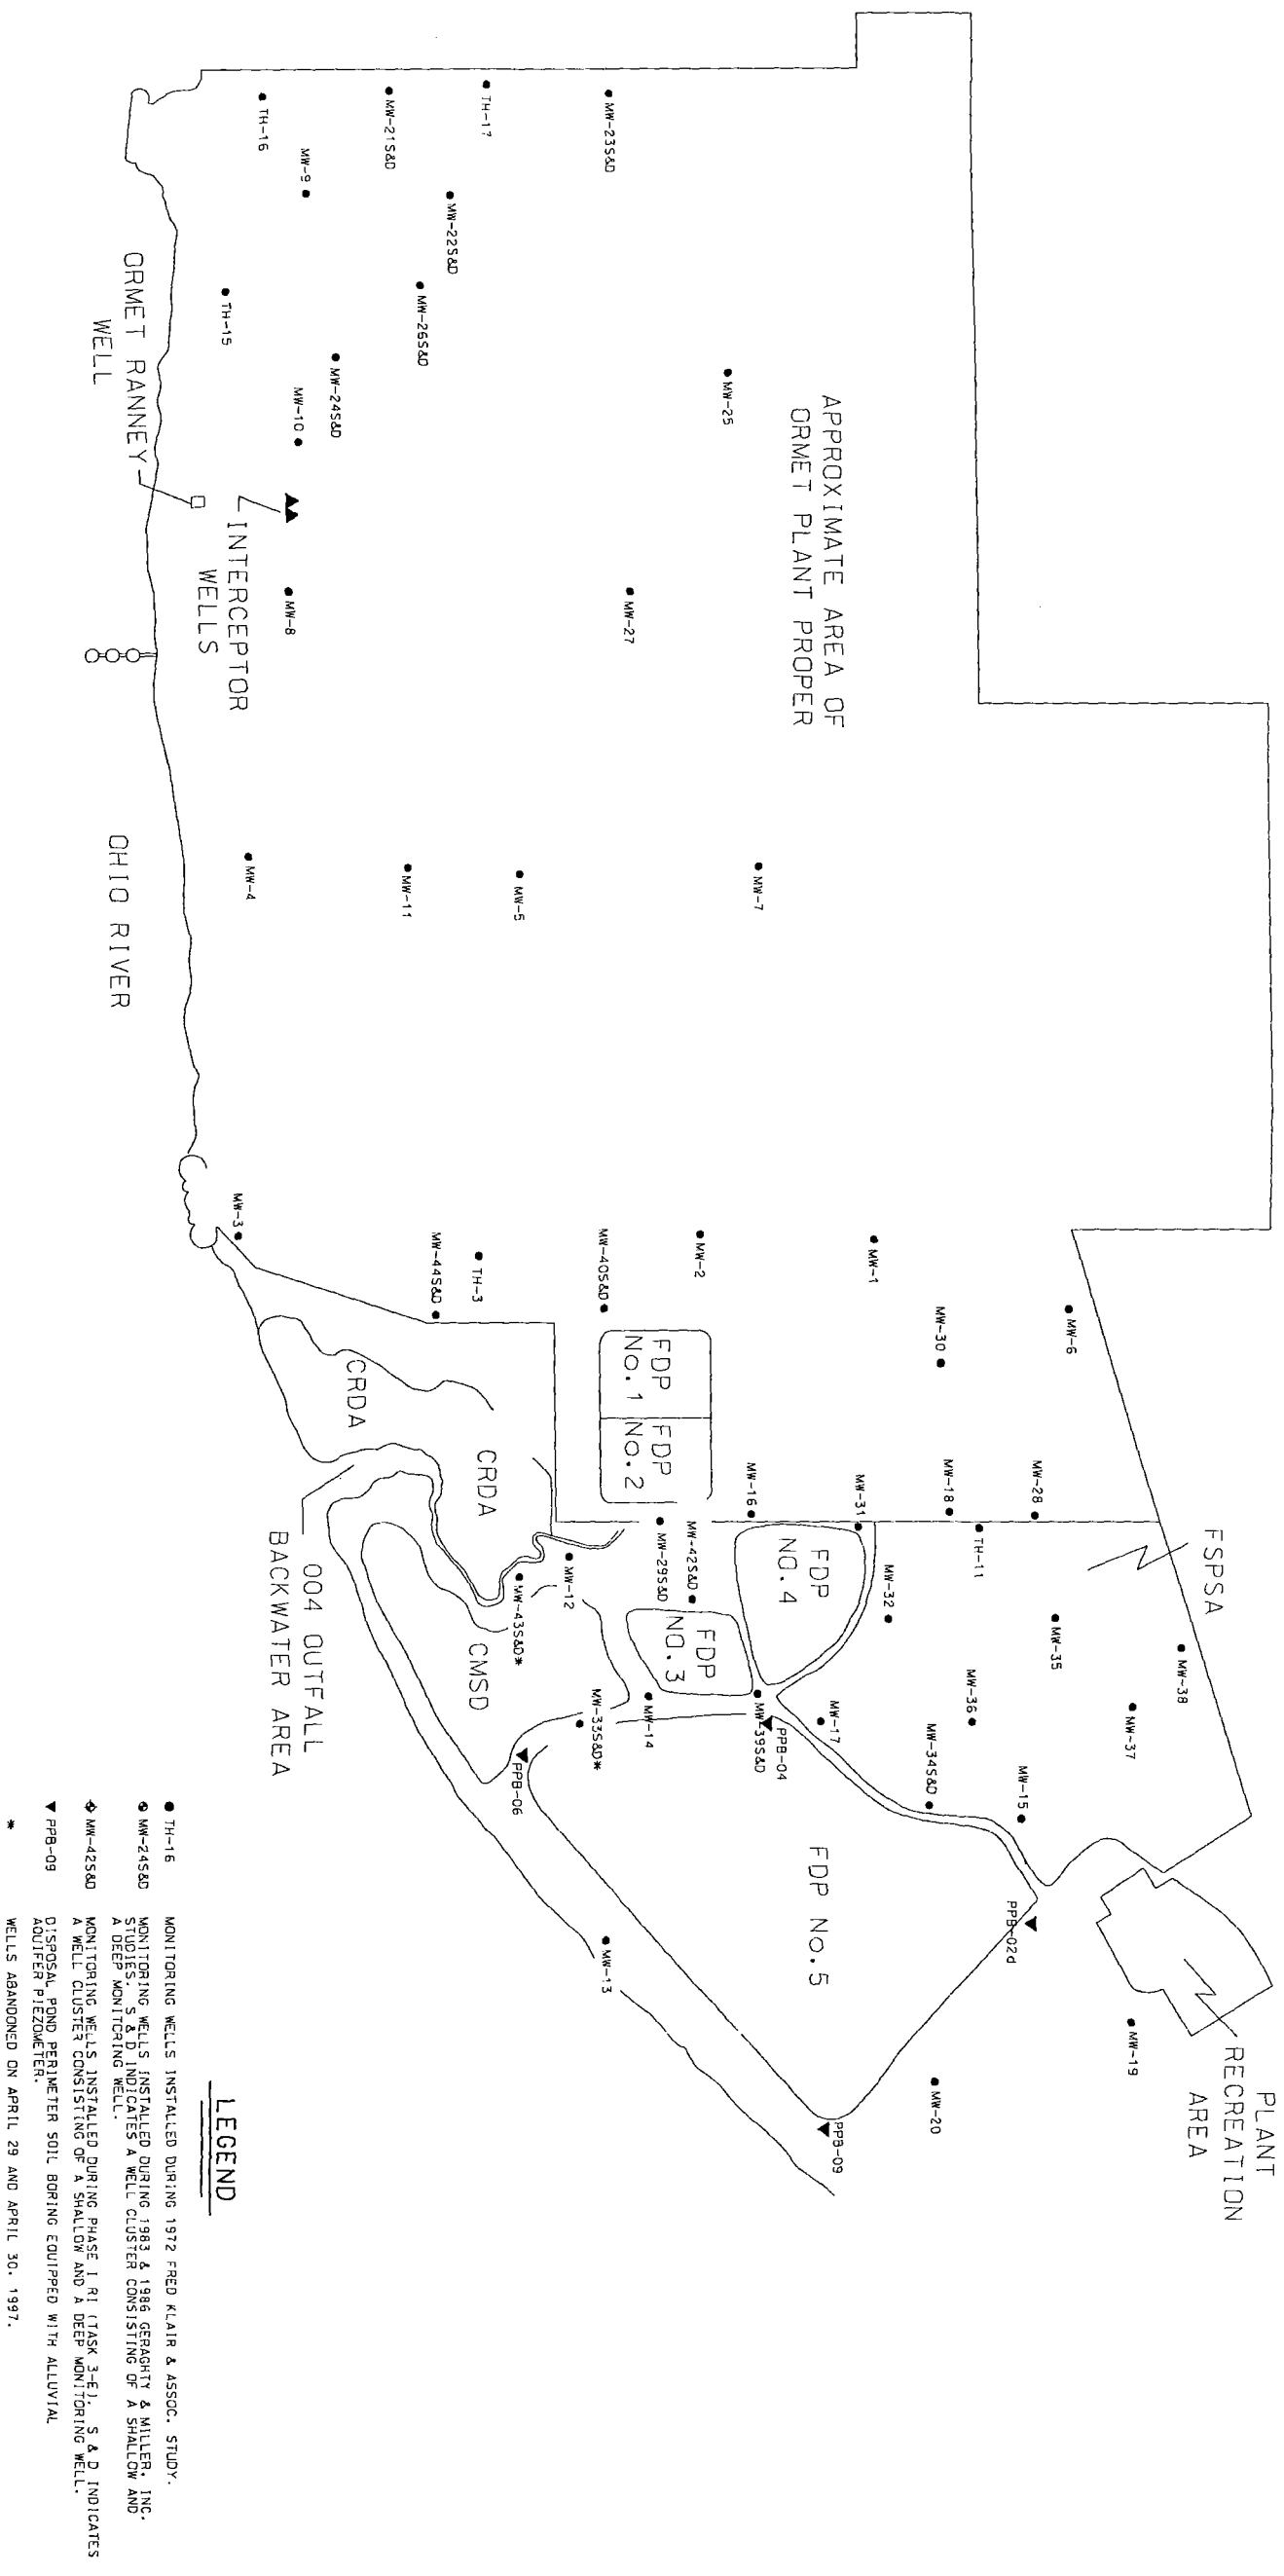 APPROXIMATE AREA OF
ORMET PLANT PROPER
MW-23S&D
TH-17
MW-21S&D
TH-16
MW-9
MW-22S&D
MW-26S&D
TH-15
MW-24S&D
MW-10
MW-25
ORMET RANNEY
WELL
INTERCEPTOR
WELLS
MW-8
MW-27
OHIO RIVER
MW-4
MW-11
MW-5
MW-7
MW-3
MW-44S&D
TH-3
MW-40S&D
MW-2
MW-1
MW-30
MW-6
FDP
No.1
FDP
No.2
CRDA
CRDA
MW-16
MW-31
MW-18
MW-28
TH-11
FSPSA
MW-29S&D
MW-42S&D
FDP
NO.4
MW-32
MW-35
MW-38
MW-12
MW-43S&D*
CMSD
FDP
NO.3
004 OUTFALL
BACKWATER AREA
MW-33S&D*
MW-14
MW-39S&D
PPB-04
MW-17
MW-36
MW-34S&D
MW-37
MW-15
PPB-06
FDP No.5
PPB-02d
MW-13
MW-19
MW-20
PPB-09
PLANT
RECREATION
AREA
LEGEND
TH-16 MONITORING WELLS INSTALLED DURING 1972 FRED KLAIR & ASSOC. STUDY.
MW-24S&D MONITORING WELLS INSTALLED DURING 1983 & 1986 GERAGHTY & MILLER, INC.
STUDIES. S & D INDICATES A WELL CLUSTER CONSISTING OF A SHALLOW AND
A DEEP MONITORING WELL.
MW-42S&D MONITORING WELLS INSTALLED DURING PHASE I RI (TASK 3-E). S & D INDICATES
A WELL CLUSTER CONSISTING OF A SHALLOW AND A DEEP MONITORING WELL.
PPB-09 DISPOSAL POND PERIMETER SOIL BORING EQUIPPED WITH ALLUVIAL
AQUIFER PIEZOMETER.
* WELLS ABANDONED ON APRIL 29 AND APRIL 30, 1997.